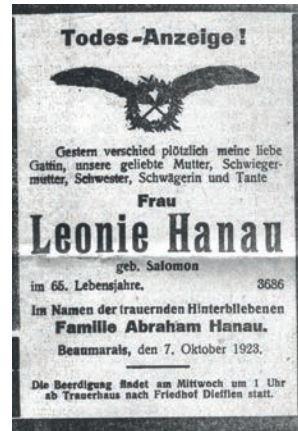 Todes-Anzeige!
Gestern verschied plötzlich meine liebe
Gattin, unsere geliebte Mutter, Schwieger-
mutter, Schwester, Schwägerin und Tante
Frau
Leonie Hanau
geb. Salomon
im 65. Lebensjahre. 3686
Im Namen der trauernden Hinterbliebenen
Familie Abraham Hanau.
Beaumarais, den 7. Oktober 1923.
Die Beerdigung findet am Mittwoch um 1 Uhr
ab Trauerhaus nach Friedhof Diefflen statt.